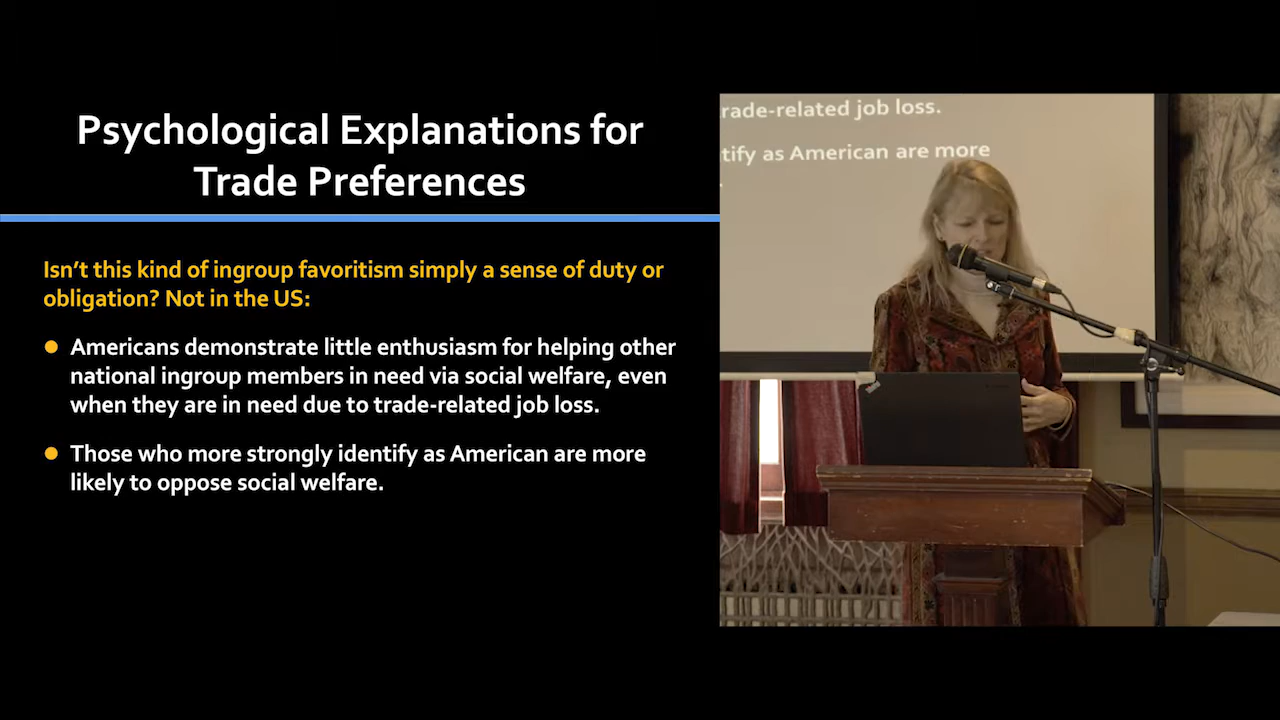 Psychological Explanations for
Trade Preferences
Isn't this kind of ingroup favoritism simply a sense of duty or
obligation? Not in the US:
Americans demonstrate little enthusiasm for helping other
national ingroup members in need via social welfare, even
when they are in need due to trade-related job loss.
Those who more strongly identify as American are more
likely to oppose social welfare.
rade-related job loss.
tify as American are more